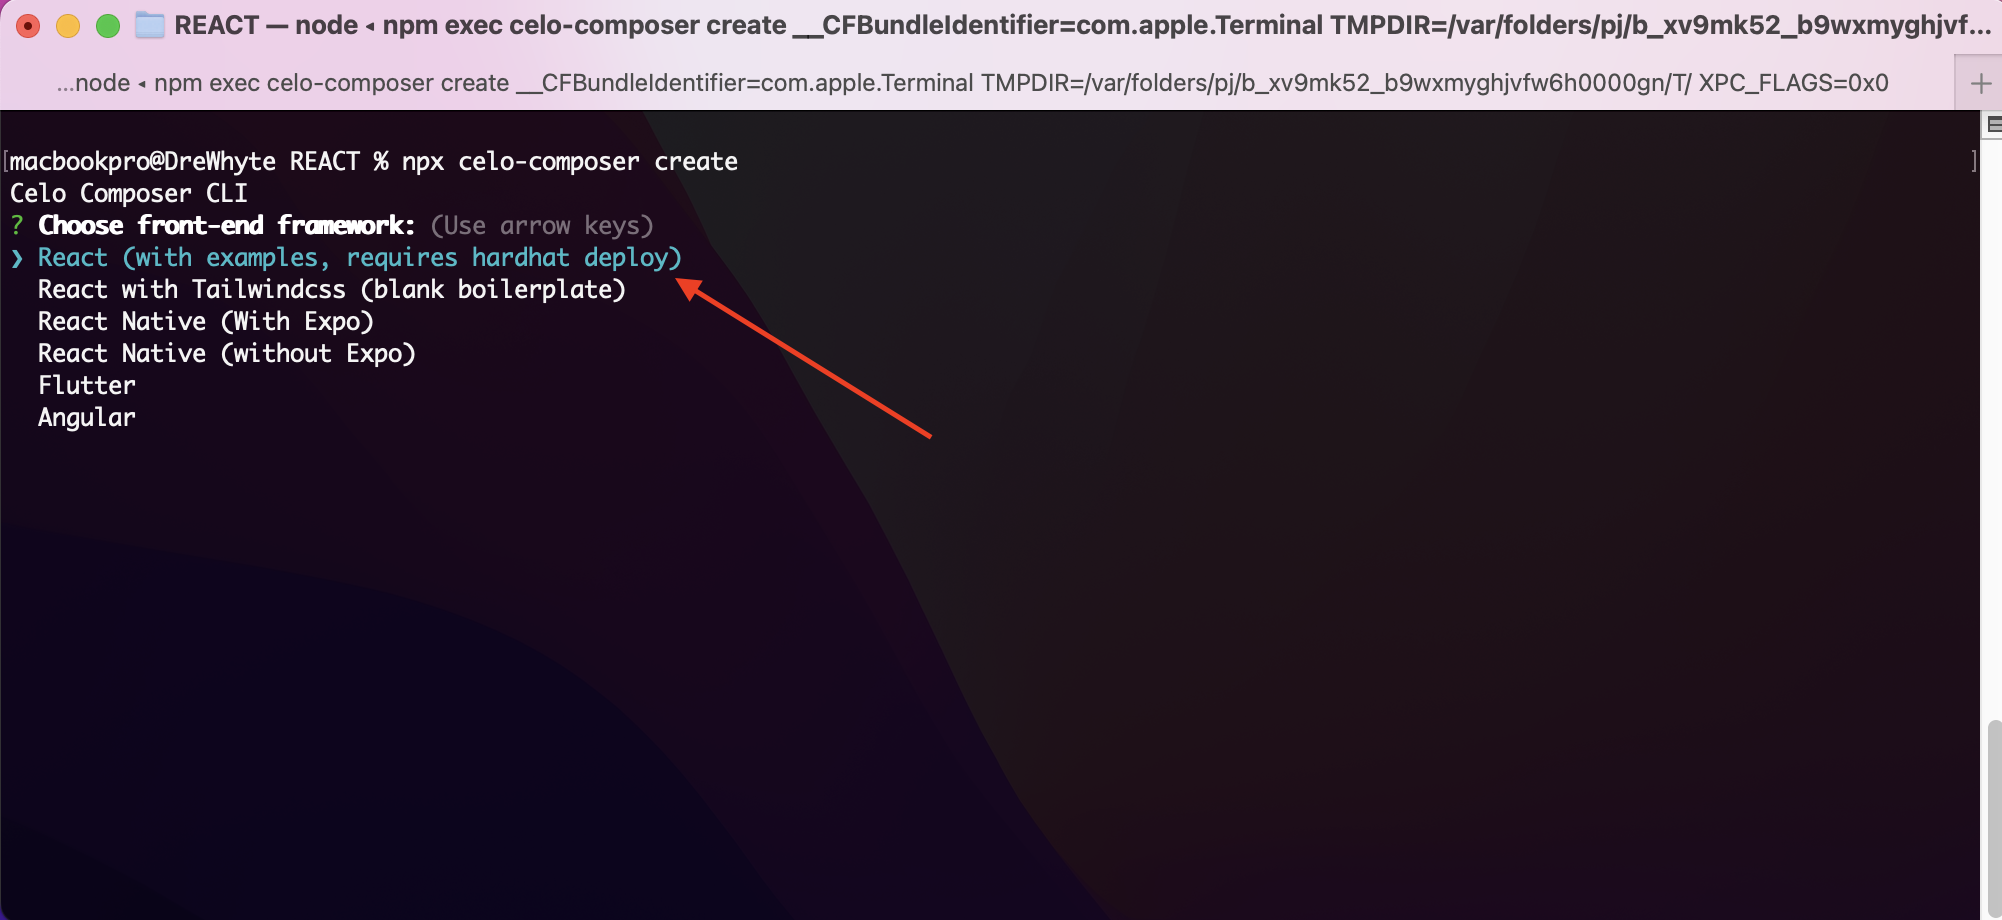 REACT — node ◂ npm exec celo-composer create __CFBundleIdentifier=com.apple.Terminal TMPDIR=/var/folders/pj/b_xv9mk52_b9wxmyghjvf...
...node ◂ npm exec celo-composer create __CFBundleIdentifier=com.apple.Terminal TMPDIR=/var/folders/pj/b_xv9mk52_b9wxmyghjvfw6h0000gn/T/ XPC_FLAGS=0x0
[macbookpro@DreWhyte REACT % npx celo-composer create ]
Celo Composer CLI
? Choose front-end framework: (Use arrow keys)
❯ React (with examples, requires hardhat deploy)
React with Tailwindcss (blank boilerplate)
React Native (With Expo)
React Native (without Expo)
Flutter
Angular